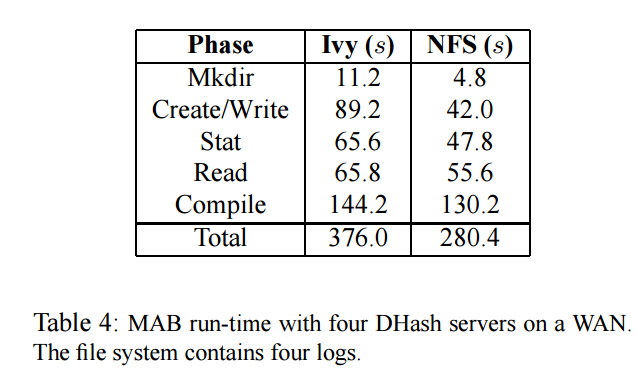 Phase Ivy (s) NFS (s)
Mkdir 11.2 4.8
Create/Write 89.2 42.0
Stat 65.6 47.8
Read 65.8 55.6
Compile 144.2 130.2
Total 376.0 280.4
Table 4: MAB run-time with four DHash servers on a WAN.
The file system contains four logs.